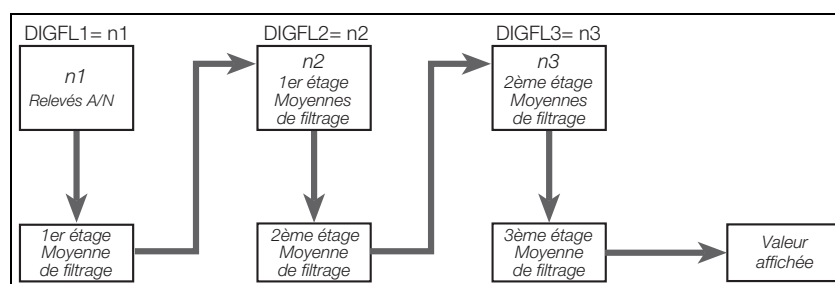 DIGFL1= n1
n1
Relevés A/N
1er étage
Moyenne
de filtrage
DIGFL2= n2
n2
1er étage
Moyennes
de filtrage
2ème étage
Moyenne
de filtrage
DIGFL3= n3
n3
2ème étage
Moyennes
de filtrage
3ème étage
Moyenne
de filtrage
Valeur
affichée